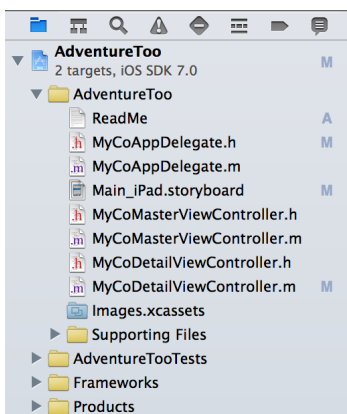 AdventureToo
2 targets, iOS SDK 7.0 M
AdventureToo
ReadMe A
.h MyCoAppDelegate.h M
.m MyCoAppDelegate.m
Main_iPad.storyboard M
.h MyCoMasterViewController.h
.m MyCoMasterViewController.m
.h MyCoDetailViewController.h
.m MyCoDetailViewController.m M
Images.xcassets
Supporting Files
AdventureTooTests
Frameworks
Products